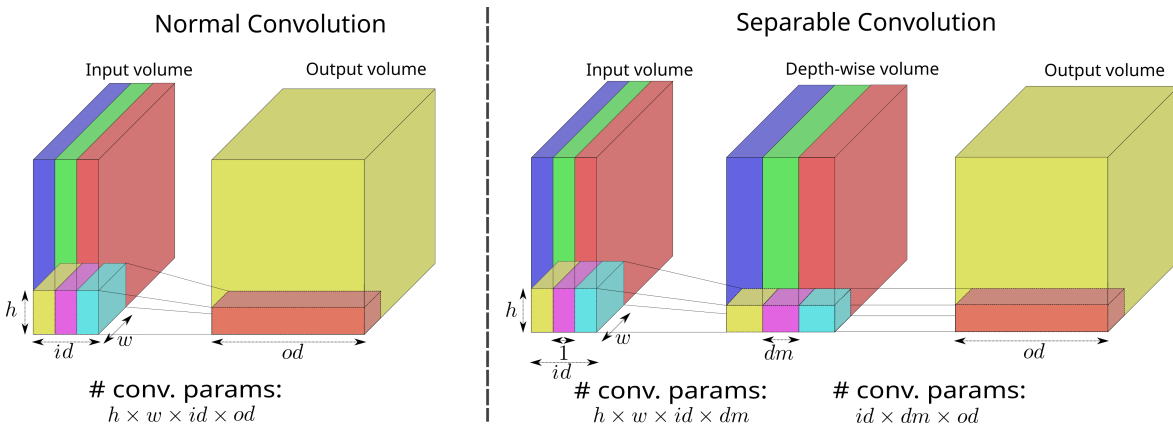 Normal Convolution
Input volume
Output volume
h
w
id
od
# conv. params:
h × w × id × od
Separable Convolution
Input volume
Depth-wise volume
Output volume
h
w
1
id
dm
od
# conv. params:
h × w × id × dm
# conv. params:
id × dm × od